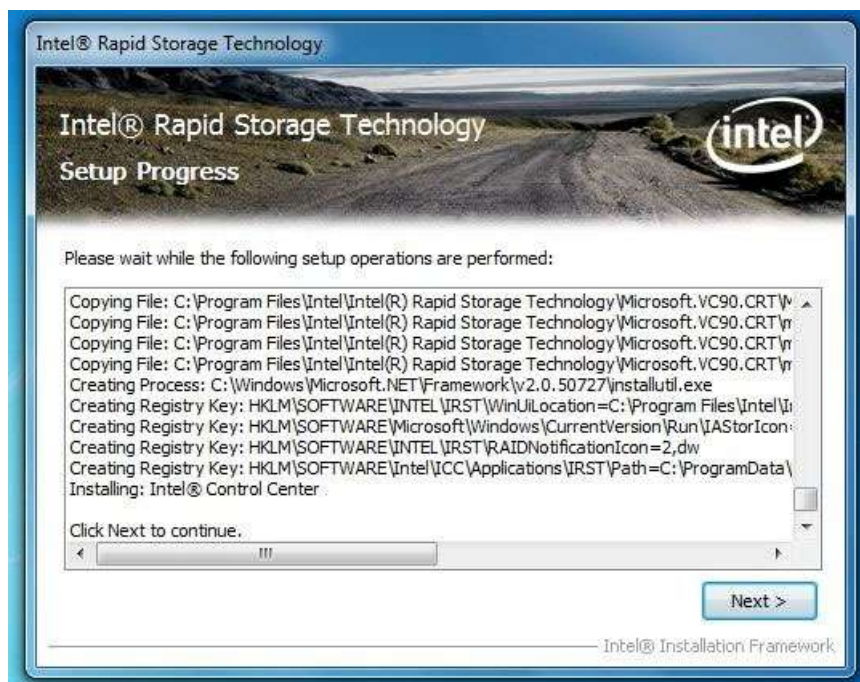 Intel® Rapid Storage Technology
Intel® Rapid Storage Technology
Setup Progress
intel
Please wait while the following setup operations are performed:
Copying File: C:\Program Files\Intel\Intel(R) Rapid Storage Technology\Microsoft.VC90.CRT\
Copying File: C:\Program Files\Intel\Intel(R) Rapid Storage Technology\Microsoft.VC90.CRT\
Copying File: C:\Program Files\Intel\Intel(R) Rapid Storage Technology\Microsoft.VC90.CRT\
Copying File: C:\Program Files\Intel\Intel(R) Rapid Storage Technology\Microsoft.VC90.CRT\
Creating Process: C:\Windows\Microsoft.NET\Framework\v2.0.50727\installutil.exe
Creating Registry Key: HKLM\SOFTWARE\INTEL\IRST\WinUiLocation=C:\Program Files\Intel\
Creating Registry Key: HKLM\SOFTWARE\Microsoft\Windows\CurrentVersion\Run\IAStorIcon=
Creating Registry Key: HKLM\SOFTWARE\INTEL\IRST\RAIDNotificationIcon=2,dw
Creating Registry Key: HKLM\SOFTWARE\Intel\ICC\Applications\IRST\Path=C:\ProgramData\
Installing: Intel® Control Center
Click Next to continue.
Next >
Intel® Installation Framework